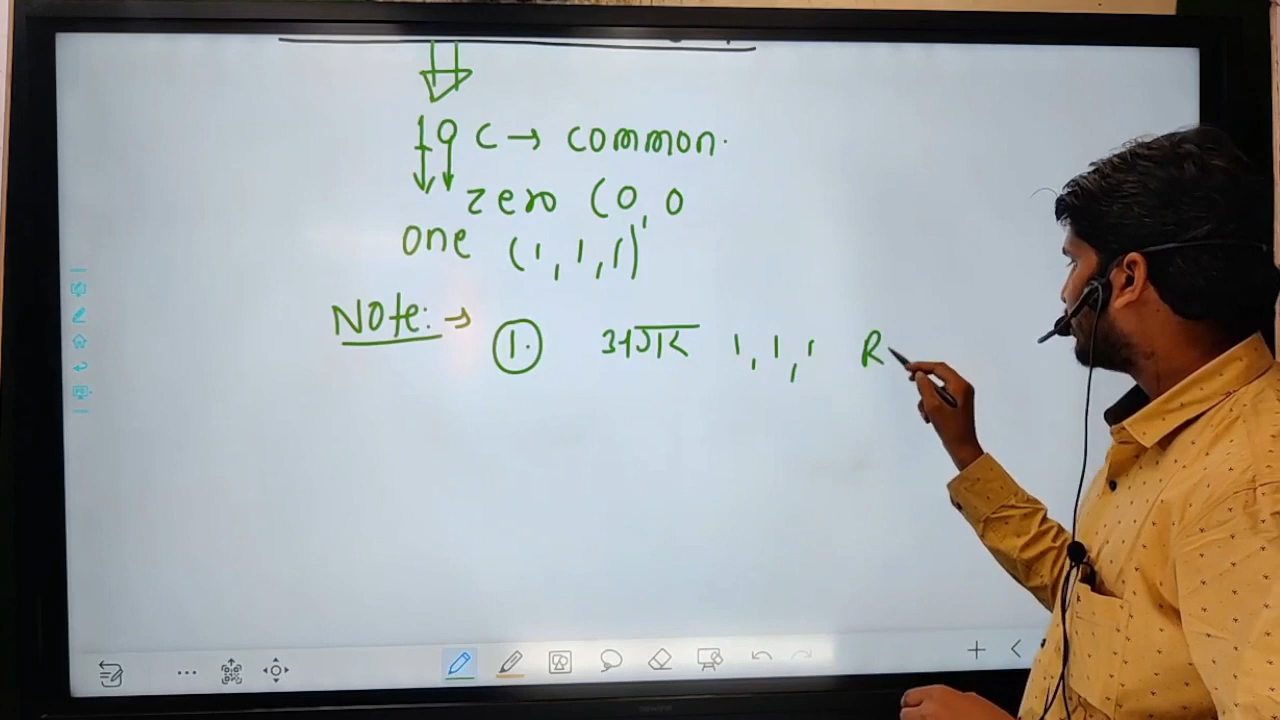 10 C → common.
zero (0, 0
one (1, 1, 1)
Note: →
1. अगर 1, 1, 1 R